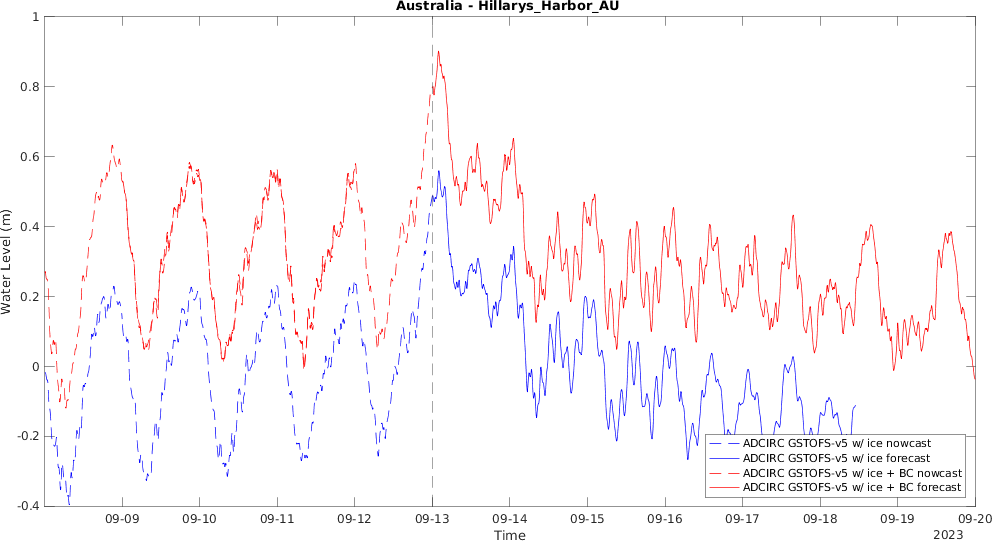 Australia - Hillarys_Harbor_AU
Water Level (m)
1
0.8
0.6
0.4
0.2
0
-0.2
-0.4
ADCIRC GSTOFS-v5 w/ ice nowcast
ADCIRC GSTOFS-v5 w/ ice forecast
ADCIRC GSTOFS-v5 w/ ice + BC nowcast
ADCIRC GSTOFS-v5 w/ ice + BC forecast
09-09 09-10 09-11 09-12 09-13 09-14 09-15 09-16 09-17 09-18 09-19 09-20
Time
2023